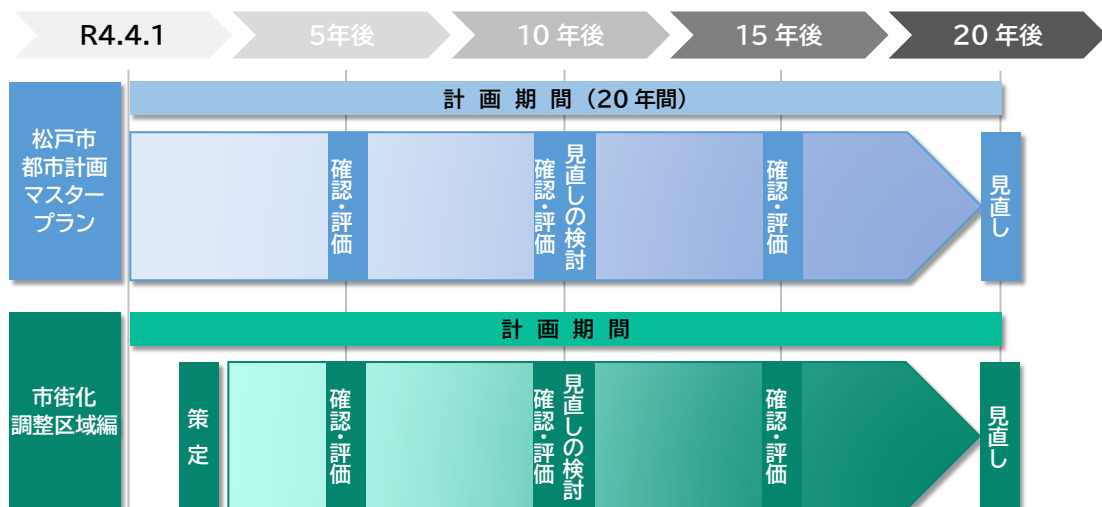 R4.4.1
5年後
10 年後
15 年後
20 年後
松戸市
都市計画
マスター
プラン
計 画 期 間 (20 年間)
確認・評価
見直しの検討
確認・評価
確認・評価
見直し
市街化
調整区域編
計 画 期 間
策 定
確認・評価
見直しの検討
確認・評価
確認・評価
見直し